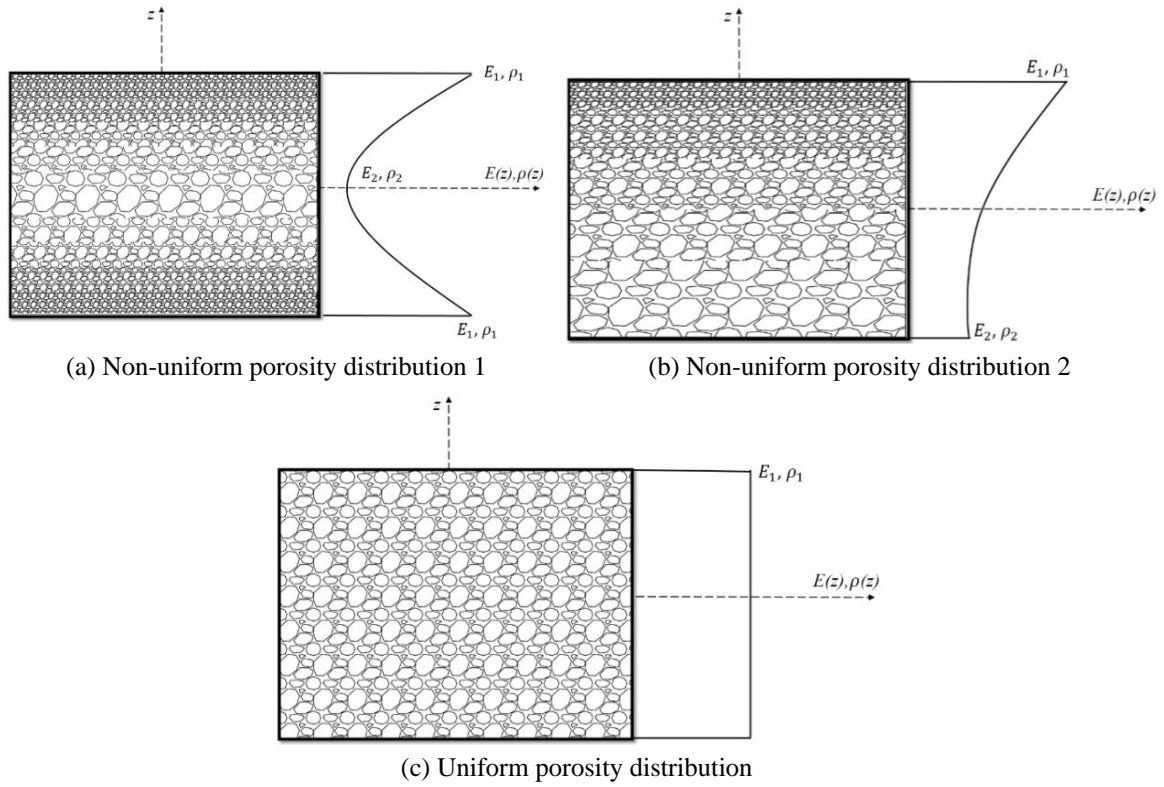 z
E₁, ρ₁
E₂, ρ₂
E(z),ρ(z)
E₁, ρ₁
(a) Non-uniform porosity distribution 1
z
E₁, ρ₁
E(z),ρ(z)
E₂, ρ₂
(b) Non-uniform porosity distribution 2
z
E₁, ρ₁
E(z),ρ(z)
(c) Uniform porosity distribution